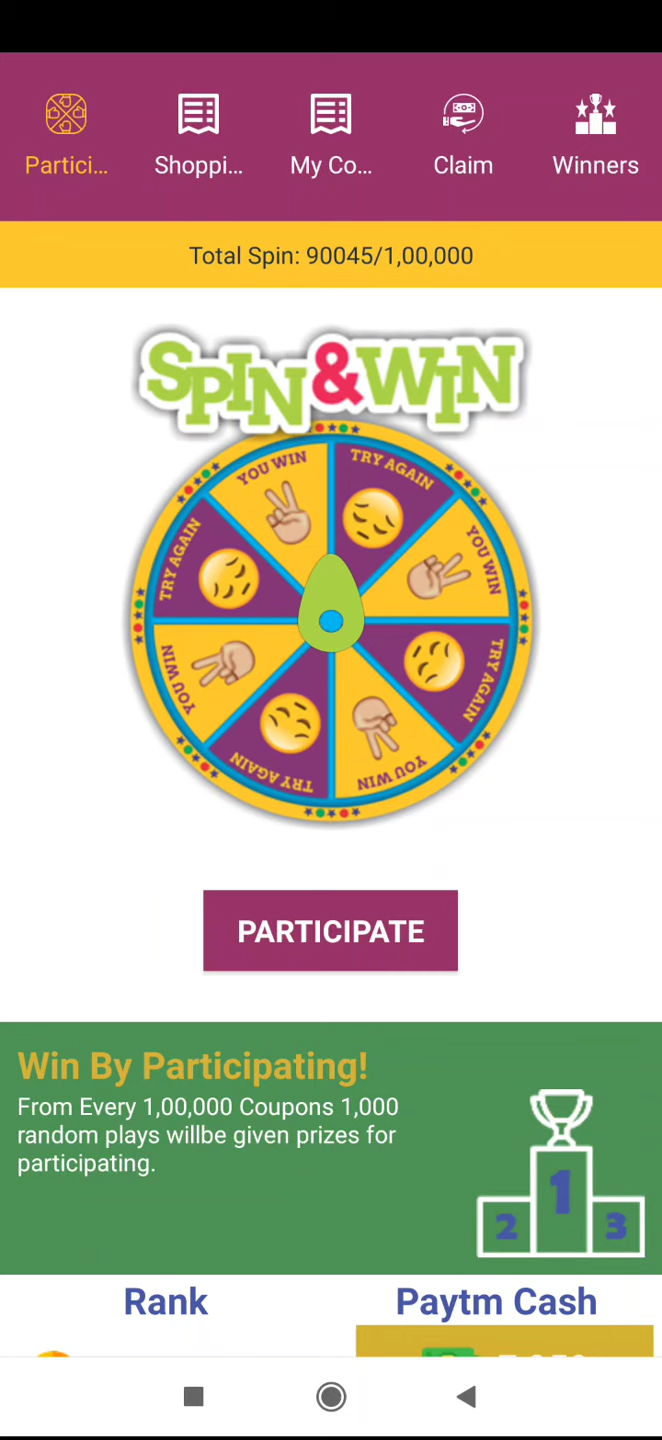 Partici...
Shoppi...
My Co...
Claim
Winners
Total Spin: 90045/1,00,000
SPIN&WIN
YOU WIN
TRY AGAIN
YOU WIN
TRY AGAIN
YOU WIN
TRY AGAIN
YOU WIN
TRY AGAIN
PARTICIPATE
Win By Participating!
From Every 1,00,000 Coupons 1,000
random plays willbe given prizes for
participating.
1
2
3
Rank
Paytm Cash